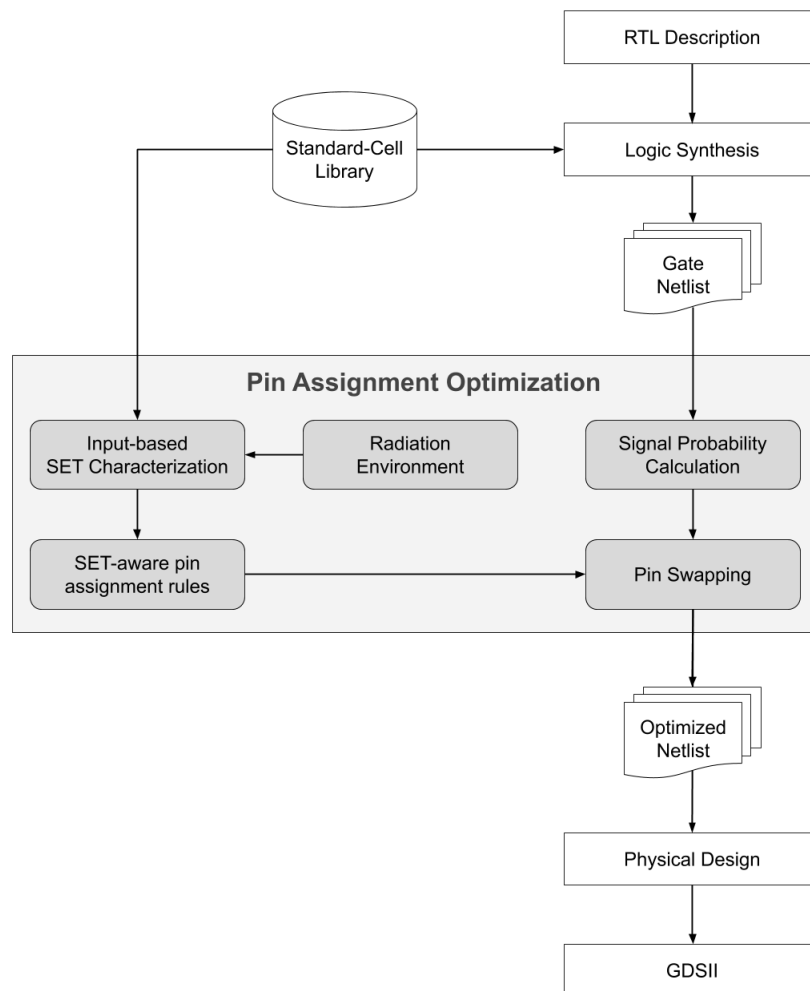 RTL Description
Standard-Cell
Library
Logic Synthesis
Gate
Netlist
Pin Assignment Optimization
Input-based
SET Characterization
Radiation
Environment
Signal Probability
Calculation
SET-aware pin
assignment rules
Pin Swapping
Optimized
Netlist
Physical Design
GDSII